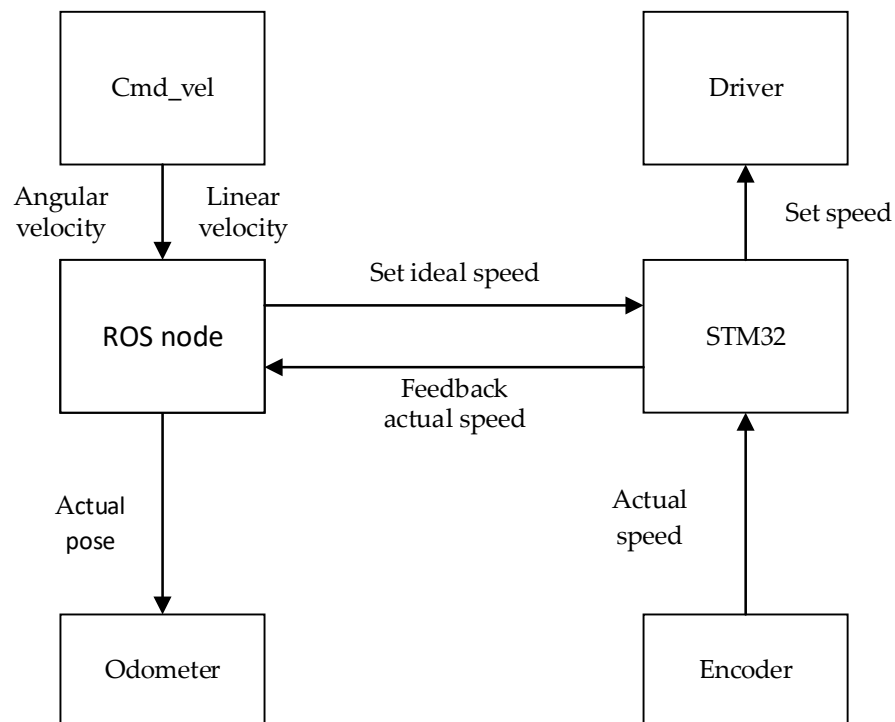 Cmd_vel
Driver
Angular
velocity
Linear
velocity
Set speed
Set ideal speed
ROS node
STM32
Feedback
actual speed
Actual
pose
Actual
speed
Odometer
Encoder